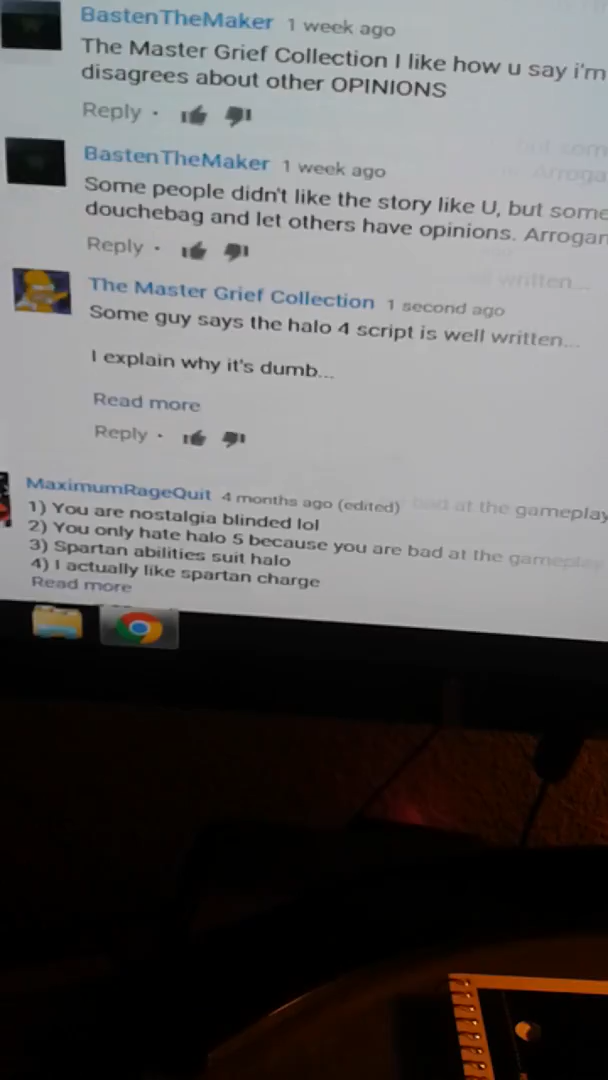 BastenTheMaker 1 week ago
The Master Grief Collection I like how u say i'm
disagrees about other OPINIONS
Reply •
BastenTheMaker 1 week ago
Some people didn't like the story like U, but some
douchebag and let others have opinions. Arrogan
Reply •
The Master Grief Collection 1 second ago
Some guy says the halo 4 script is well written...
I explain why it's dumb...
Read more
Reply •
MaximumRageQuit 4 months ago (edited)
1) You are nostalgia blinded lol
2) You only hate halo 5 because you are bad at the gameplay
3) Spartan abilities suit halo
4) I actually like spartan charge
Read more